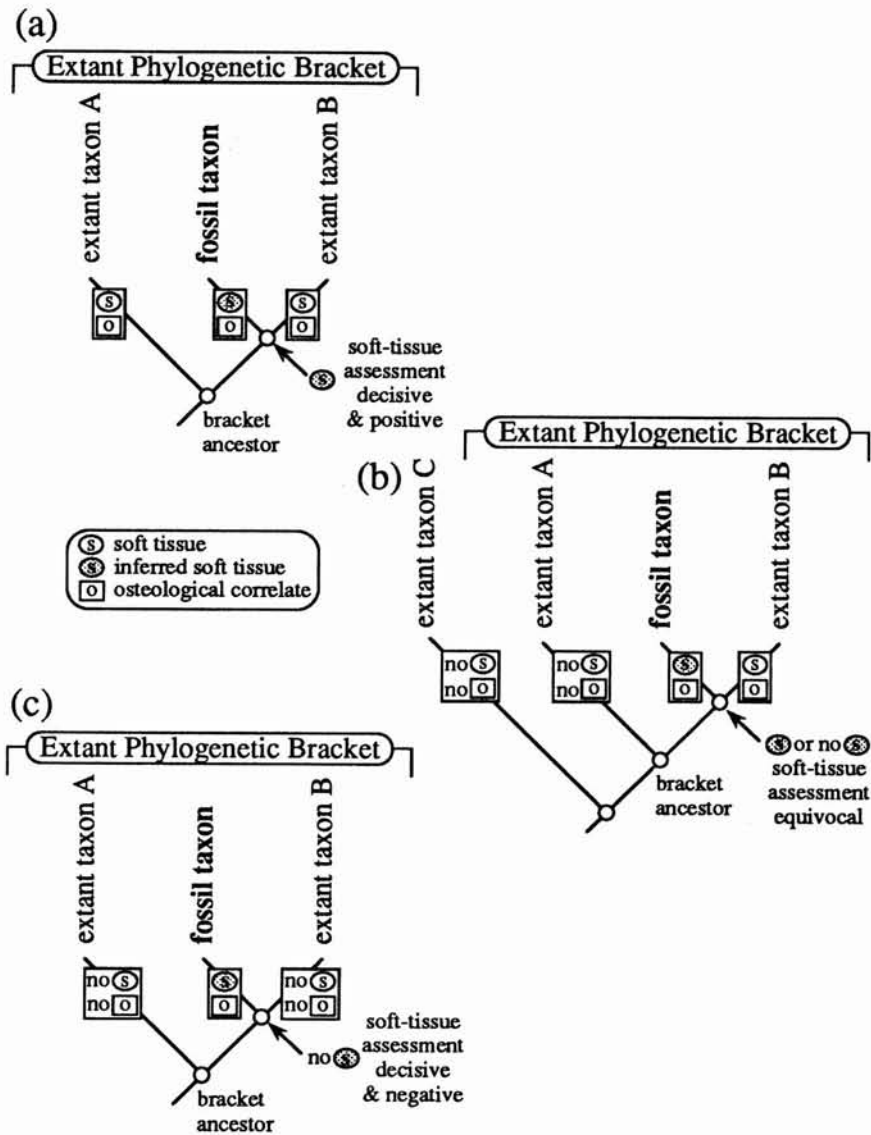 (a)
Extant Phylogenetic Bracket
extant taxon A
fossil taxon
extant taxon B
s
o
s
o
s
o
soft-tissue
assessment
s decisive
& positive
bracket
ancestor
(b)
Extant Phylogenetic Bracket
extant taxon C
extant taxon A
fossil taxon
extant taxon B
no s
no o
no s
no o
s
o
s
o
s or no s
soft-tissue
assessment
equivocal
bracket
ancestor
s soft tissue
s inferred soft tissue
o osteological correlate
(c)
Extant Phylogenetic Bracket
extant taxon A
fossil taxon
extant taxon B
no s
no o
s
o
no s
no o
soft-tissue
assessment
no s decisive
& negative
bracket
ancestor